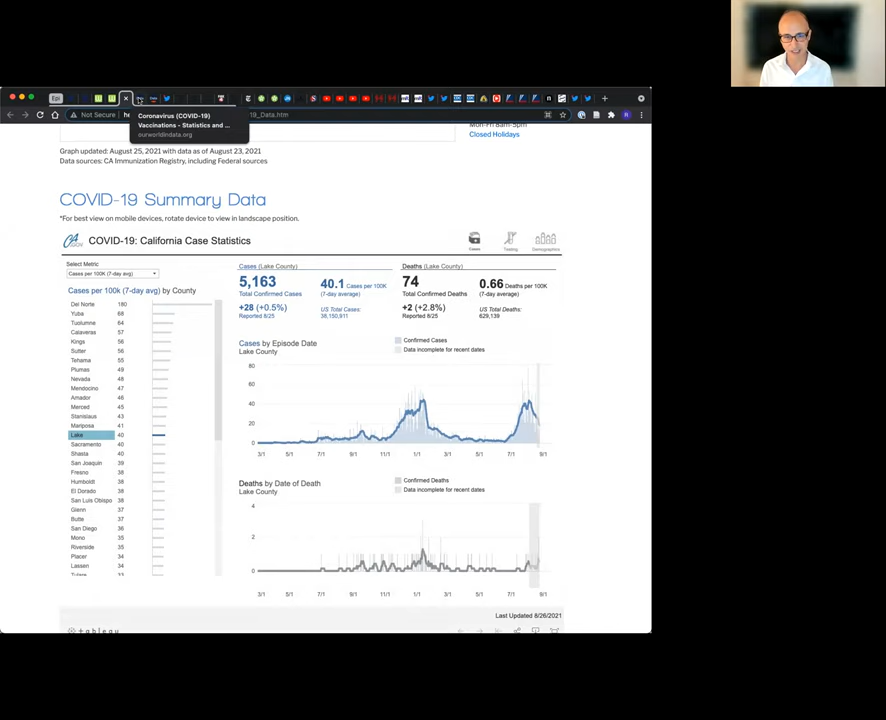 Epi
Not Secure
19_Data.htm
Coronavirus (COVID-19)
Vaccinations - Statistics and ...
ourworldindata.org
Mon-Fri 8am-5pm
Closed Holidays
Graph updated: August 25, 2021 with data as of August 23, 2021
Data sources: CA Immunization Registry, including Federal sources
COVID-19 Summary Data
*For best view on mobile devices, rotate device to view in landscape position.
COVID-19: California Case Statistics
Cases
Testing
Demographics
Select Metric
Cases per 100K (7-day avg)
Cases per 100k (7-day avg) by County
Del Norte 180
Yuba 68
Tuolumne 64
Calaveras 57
Kings 56
Sutter 56
Tehama 55
Plumas 49
Nevada 48
Mendocino 47
Amador 46
Merced 45
Stanislaus 43
Mariposa 41
Lake 40
Sacramento 40
Shasta 40
San Joaquin 39
Fresno 38
Humboldt 38
El Dorado 38
San Luis Obispo 38
Glenn 37
Butte 37
San Diego 36
Mono 35
Riverside 35
Placer 34
Lassen 34
Tulare 33
Cases (Lake County)
5,163
Total Confirmed Cases
+28 (+0.5%)
Reported 8/25
40.1 Cases per 100K
(7-day average)
US Total Cases:
38,150,911
Deaths (Lake County)
74
Total Confirmed Deaths
+2 (+2.8%)
Reported 8/25
0.66 Deaths per 100K
(7-day average)
US Total Deaths:
629,139
Cases by Episode Date
Lake County
Confirmed Cases
Data incomplete for recent dates
80
60
40
20
0
3/1 5/1 7/1 9/1 11/1 1/1 3/1 5/1 7/1 9/1
Deaths by Date of Death
Lake County
Confirmed Deaths
Data incomplete for recent dates
4
2
0
3/1 5/1 7/1 9/1 11/1 1/1 3/1 5/1 7/1 9/1
Last Updated 8/26/2021
tableau